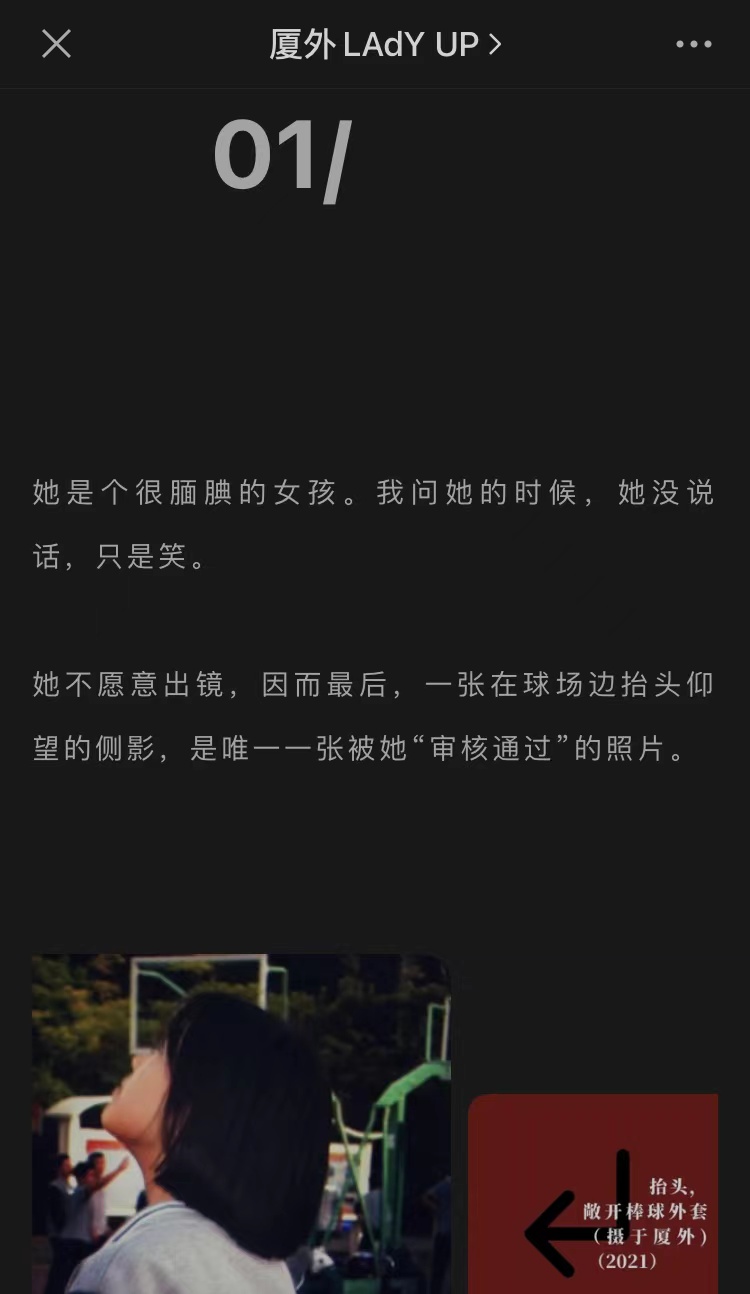 厦外 LAdY UP
01/
她是个很腼腆的女孩。我问她的时候，她没说
话，只是笑。
她不愿意出镜，因而最后，一张在球场边抬头仰
望的侧影，是唯一一张被她“审核通过”的照片。
抬头，
敞开棒球外套
（摄于厦外）
（2021）